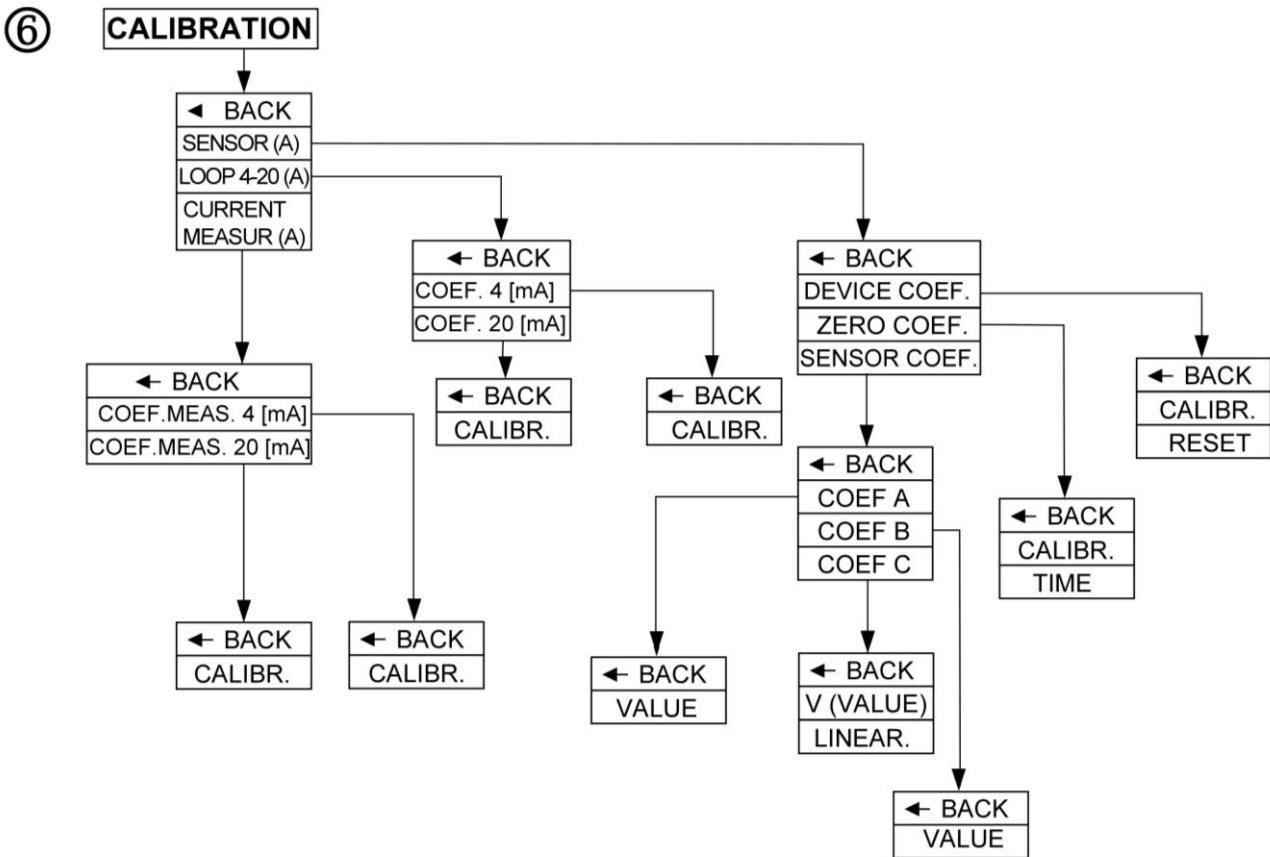 ⑥
CALIBRATION
◄ BACK
SENSOR (A)
LOOP 4-20 (A)
CURRENT
MEASUR (A)
← BACK
COEF. 4 [mA]
COEF. 20 [mA]
← BACK
DEVICE COEF.
ZERO COEF.
SENSOR COEF.
← BACK
COEF.MEAS. 4 [mA]
COEF.MEAS. 20 [mA]
← BACK
CALIBR.
← BACK
CALIBR.
← BACK
CALIBR.
RESET
← BACK
COEF A
COEF B
COEF C
← BACK
CALIBR.
TIME
← BACK
CALIBR.
← BACK
CALIBR.
← BACK
VALUE
← BACK
V (VALUE)
LINEAR.
← BACK
VALUE